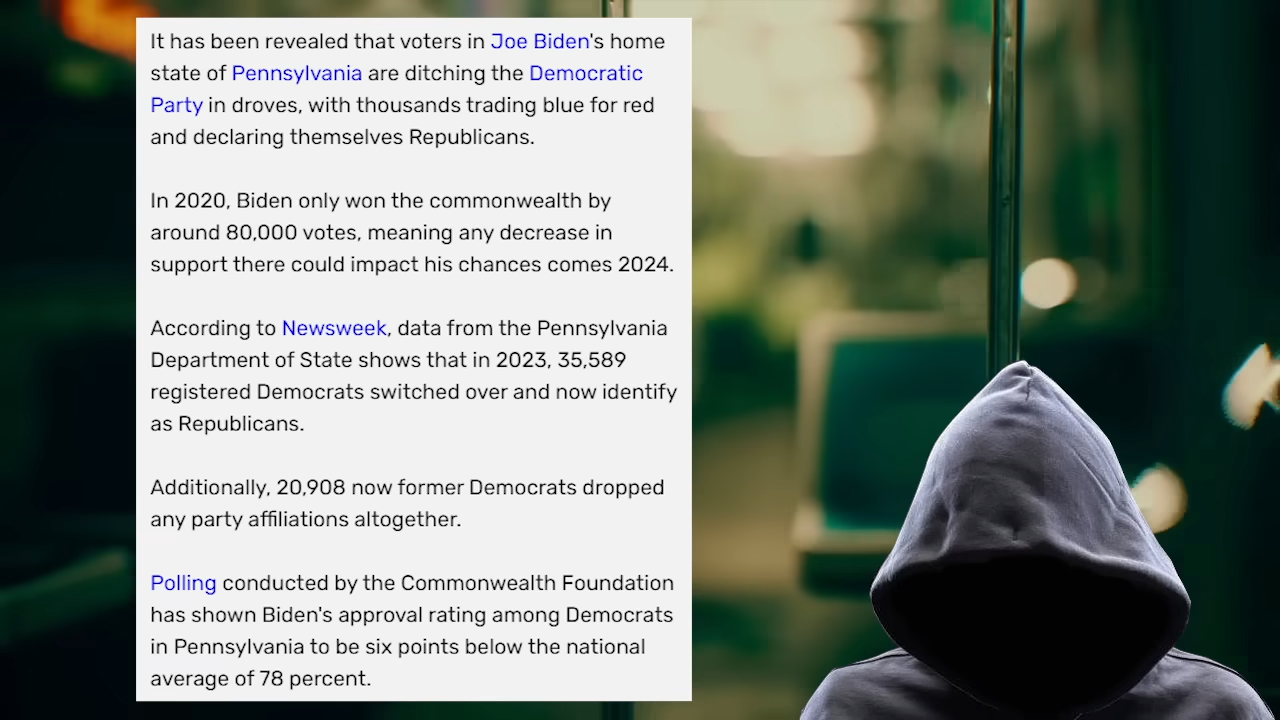 It has been revealed that voters in Joe Biden's home
state of Pennsylvania are ditching the Democratic
Party in droves, with thousands trading blue for red
and declaring themselves Republicans.
In 2020, Biden only won the commonwealth by
around 80,000 votes, meaning any decrease in
support there could impact his chances comes 2024.
According to Newsweek, data from the Pennsylvania
Department of State shows that in 2023, 35,589
registered Democrats switched over and now identify
as Republicans.
Additionally, 20,908 now former Democrats dropped
any party affiliations altogether.
Polling conducted by the Commonwealth Foundation
has shown Biden's approval rating among Democrats
in Pennsylvania to be six points below the national
average of 78 percent.